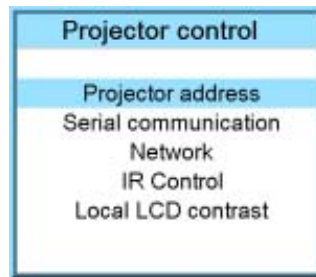 Projector control
Projector address
Serial communication
Network
IR Control
Local LCD contrast